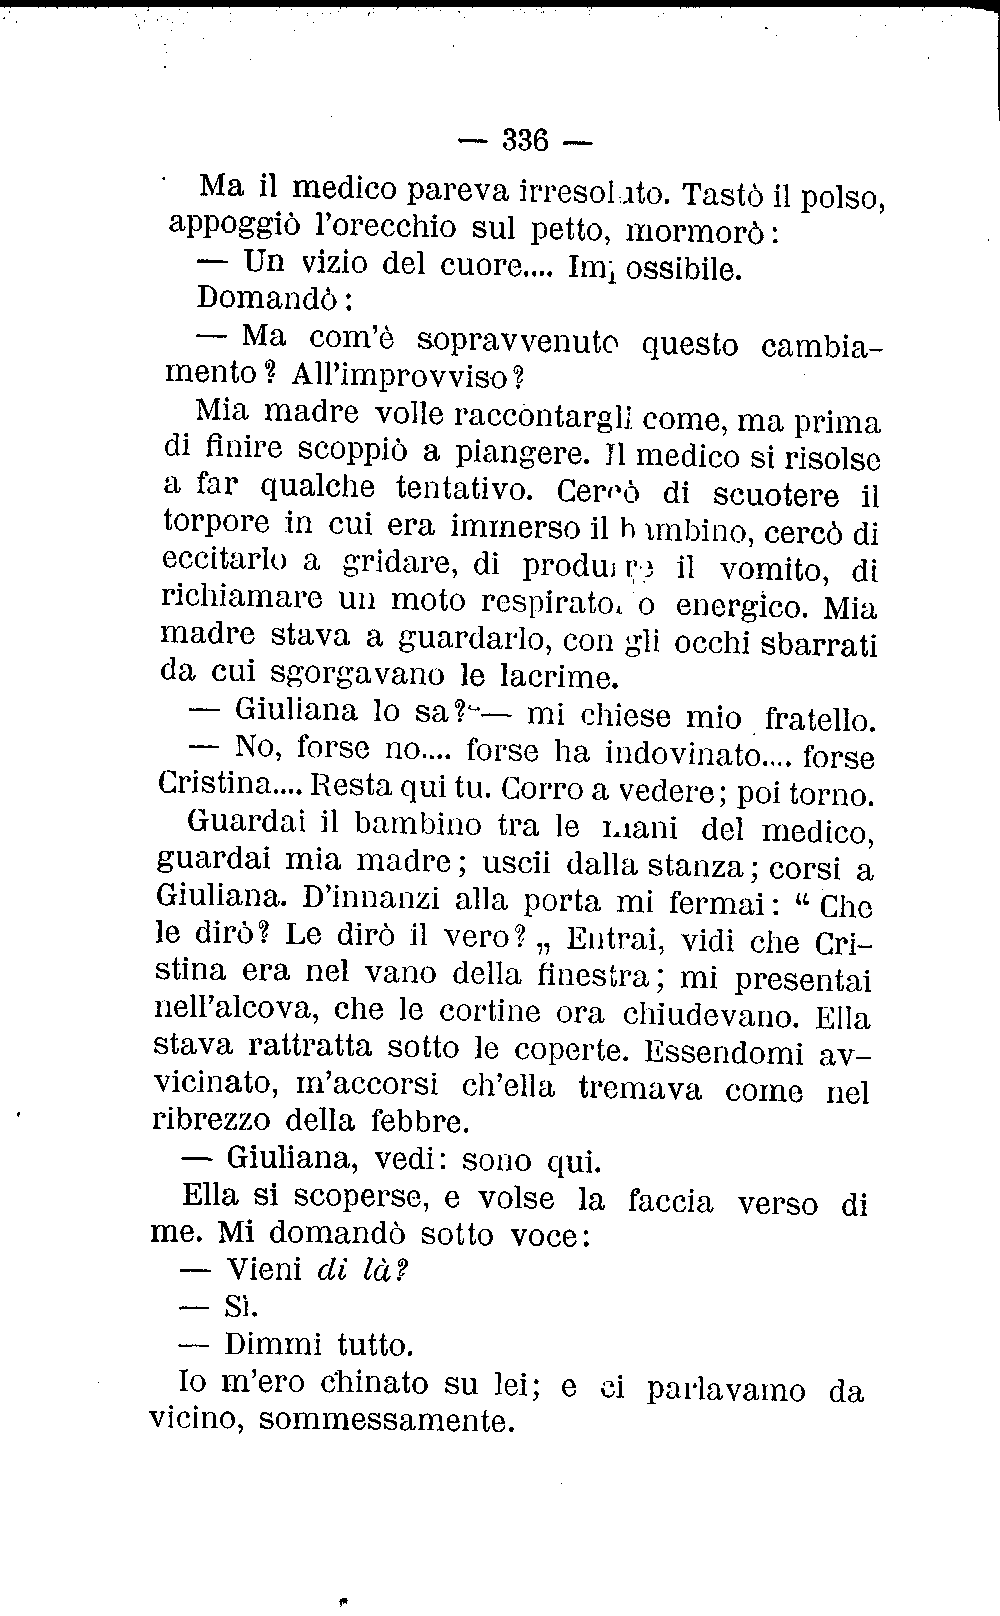 — 336 —
Ma il medico pareva irresoluto. Tastò il polso,
appoggiò l'orecchio sul petto, mormorò:
— Un vizio del cuore.... Impossibile.
Domandò:
— Ma com'è sopravvenuto questo cambia-
mento? All'improvviso?
Mia madre volle raccontargli come, ma prima
di finire scoppiò a piangere. Il medico si risolse
a far qualche tentativo. Cercò di scuotere il
torpore in cui era immerso il bambino, cercò di
eccitarlo a gridare, di produrre il vomito, di
richiamare un moto respiratorio energico. Mia
madre stava a guardarlo, con gli occhi sbarrati
da cui sgorgavano le lacrime.
— Giuliana lo sa? — mi chiese mio fratello.
— No, forse no.... forse ha indovinato.... forse
Cristina.... Resta qui tu. Corro a vedere; poi torno.
Guardai il bambino tra le mani del medico,
guardai mia madre; uscii dalla stanza; corsi a
Giuliana. D'innanzi alla porta mi fermai: “ Che
le dirò? Le dirò il vero? „ Entrai, vidi che Cri-
stina era nel vano della finestra; mi presentai
nell'alcova, che le cortine ora chiudevano. Ella
stava rattratta sotto le coperte. Essendomi av-
vicinato, m'accorsi ch'ella tremava come nel
ribrezzo della febbre.
— Giuliana, vedi: sono qui.
Ella si scoperse, e volse la faccia verso di
me. Mi domandò sotto voce:
— Vieni di là?
— Sì.
— Dimmi tutto.
Io m'ero chinato su lei; e ci parlavamo da
vicino, sommessamente.